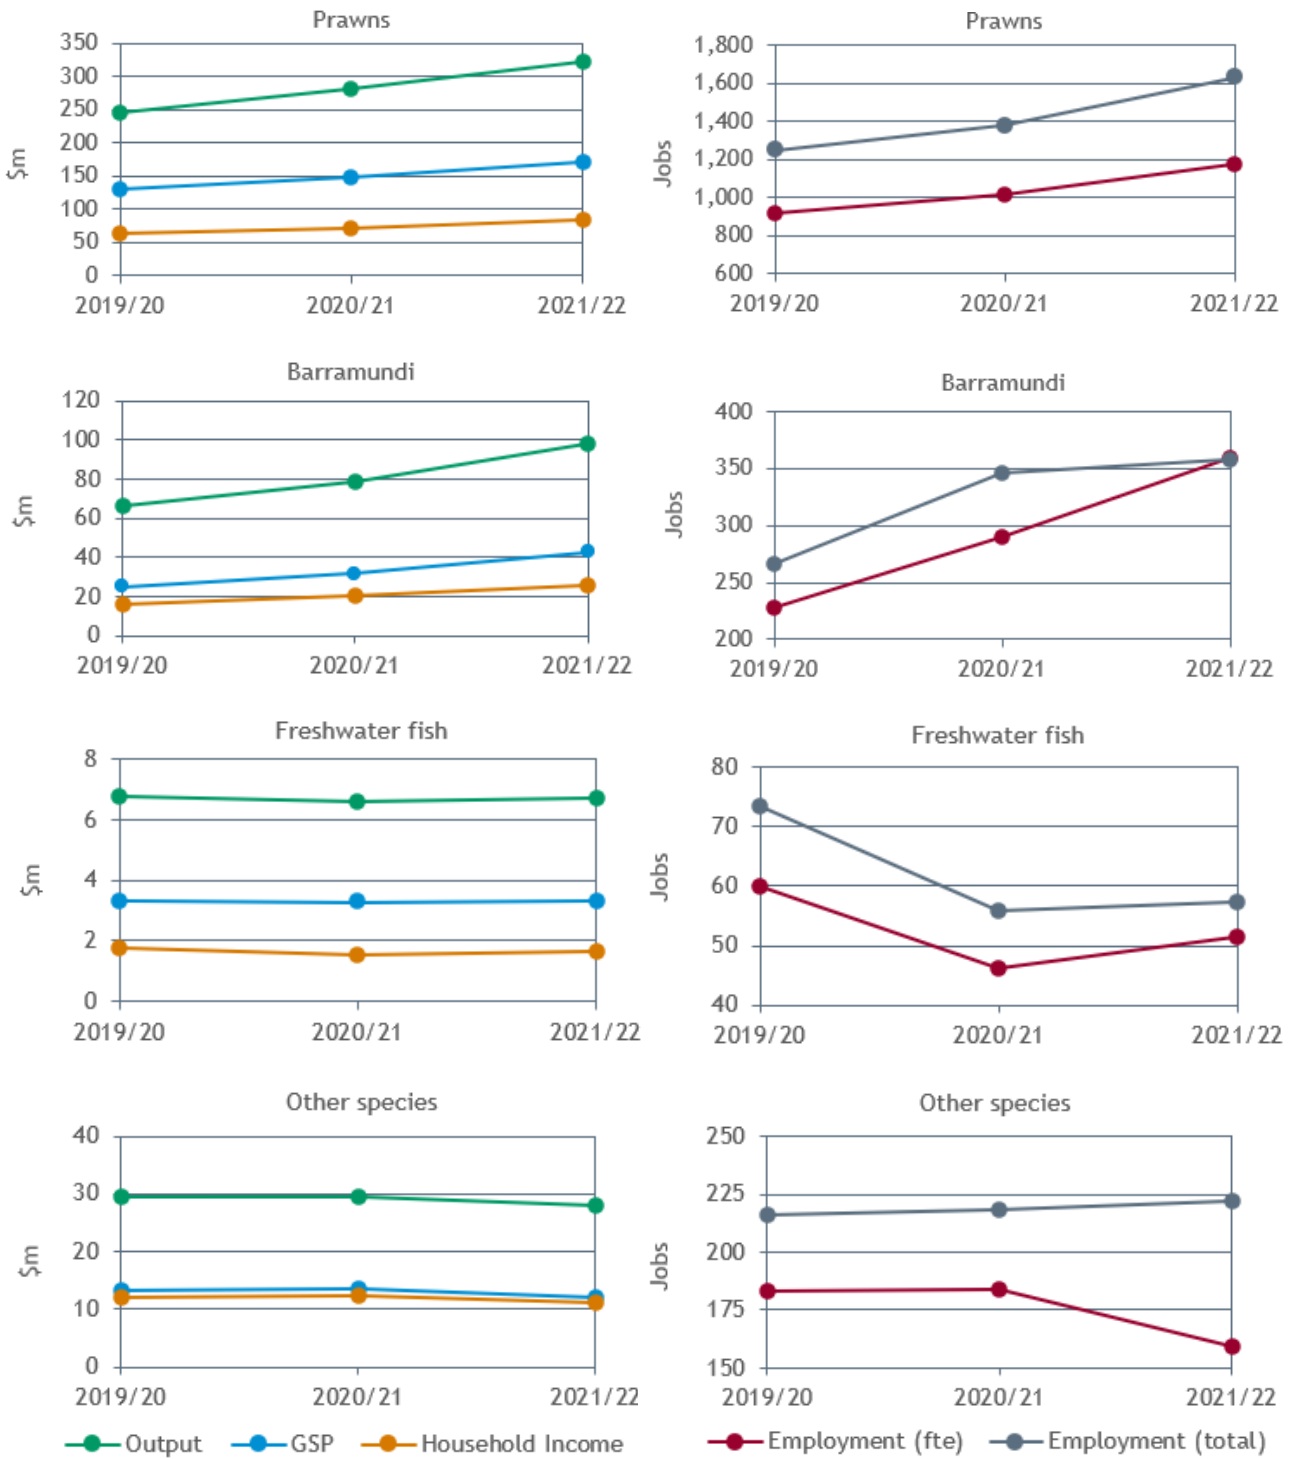 Prawns
350
300
250
200
150
100
50
0
$m
2019/20 2020/21 2021/22
Prawns
1,800
1,600
1,400
1,200
1,000
800
600
Jobs
2019/20 2020/21 2021/22
Barramundi
120
100
80
60
40
20
0
$m
2019/20 2020/21 2021/22
Barramundi
400
350
300
250
200
Jobs
2019/20 2020/21 2021/22
Freshwater fish
8
6
4
2
0
$m
2019/20 2020/21 2021/22
Freshwater fish
80
70
60
50
40
Jobs
2019/20 2020/21 2021/22
Other species
40
30
20
10
0
$m
2019/20 2020/21 2021/22
Other species
250
225
200
175
150
Jobs
2019/20 2020/21 2021/22
Output GSP Household Income
Employment (fte) Employment (total)